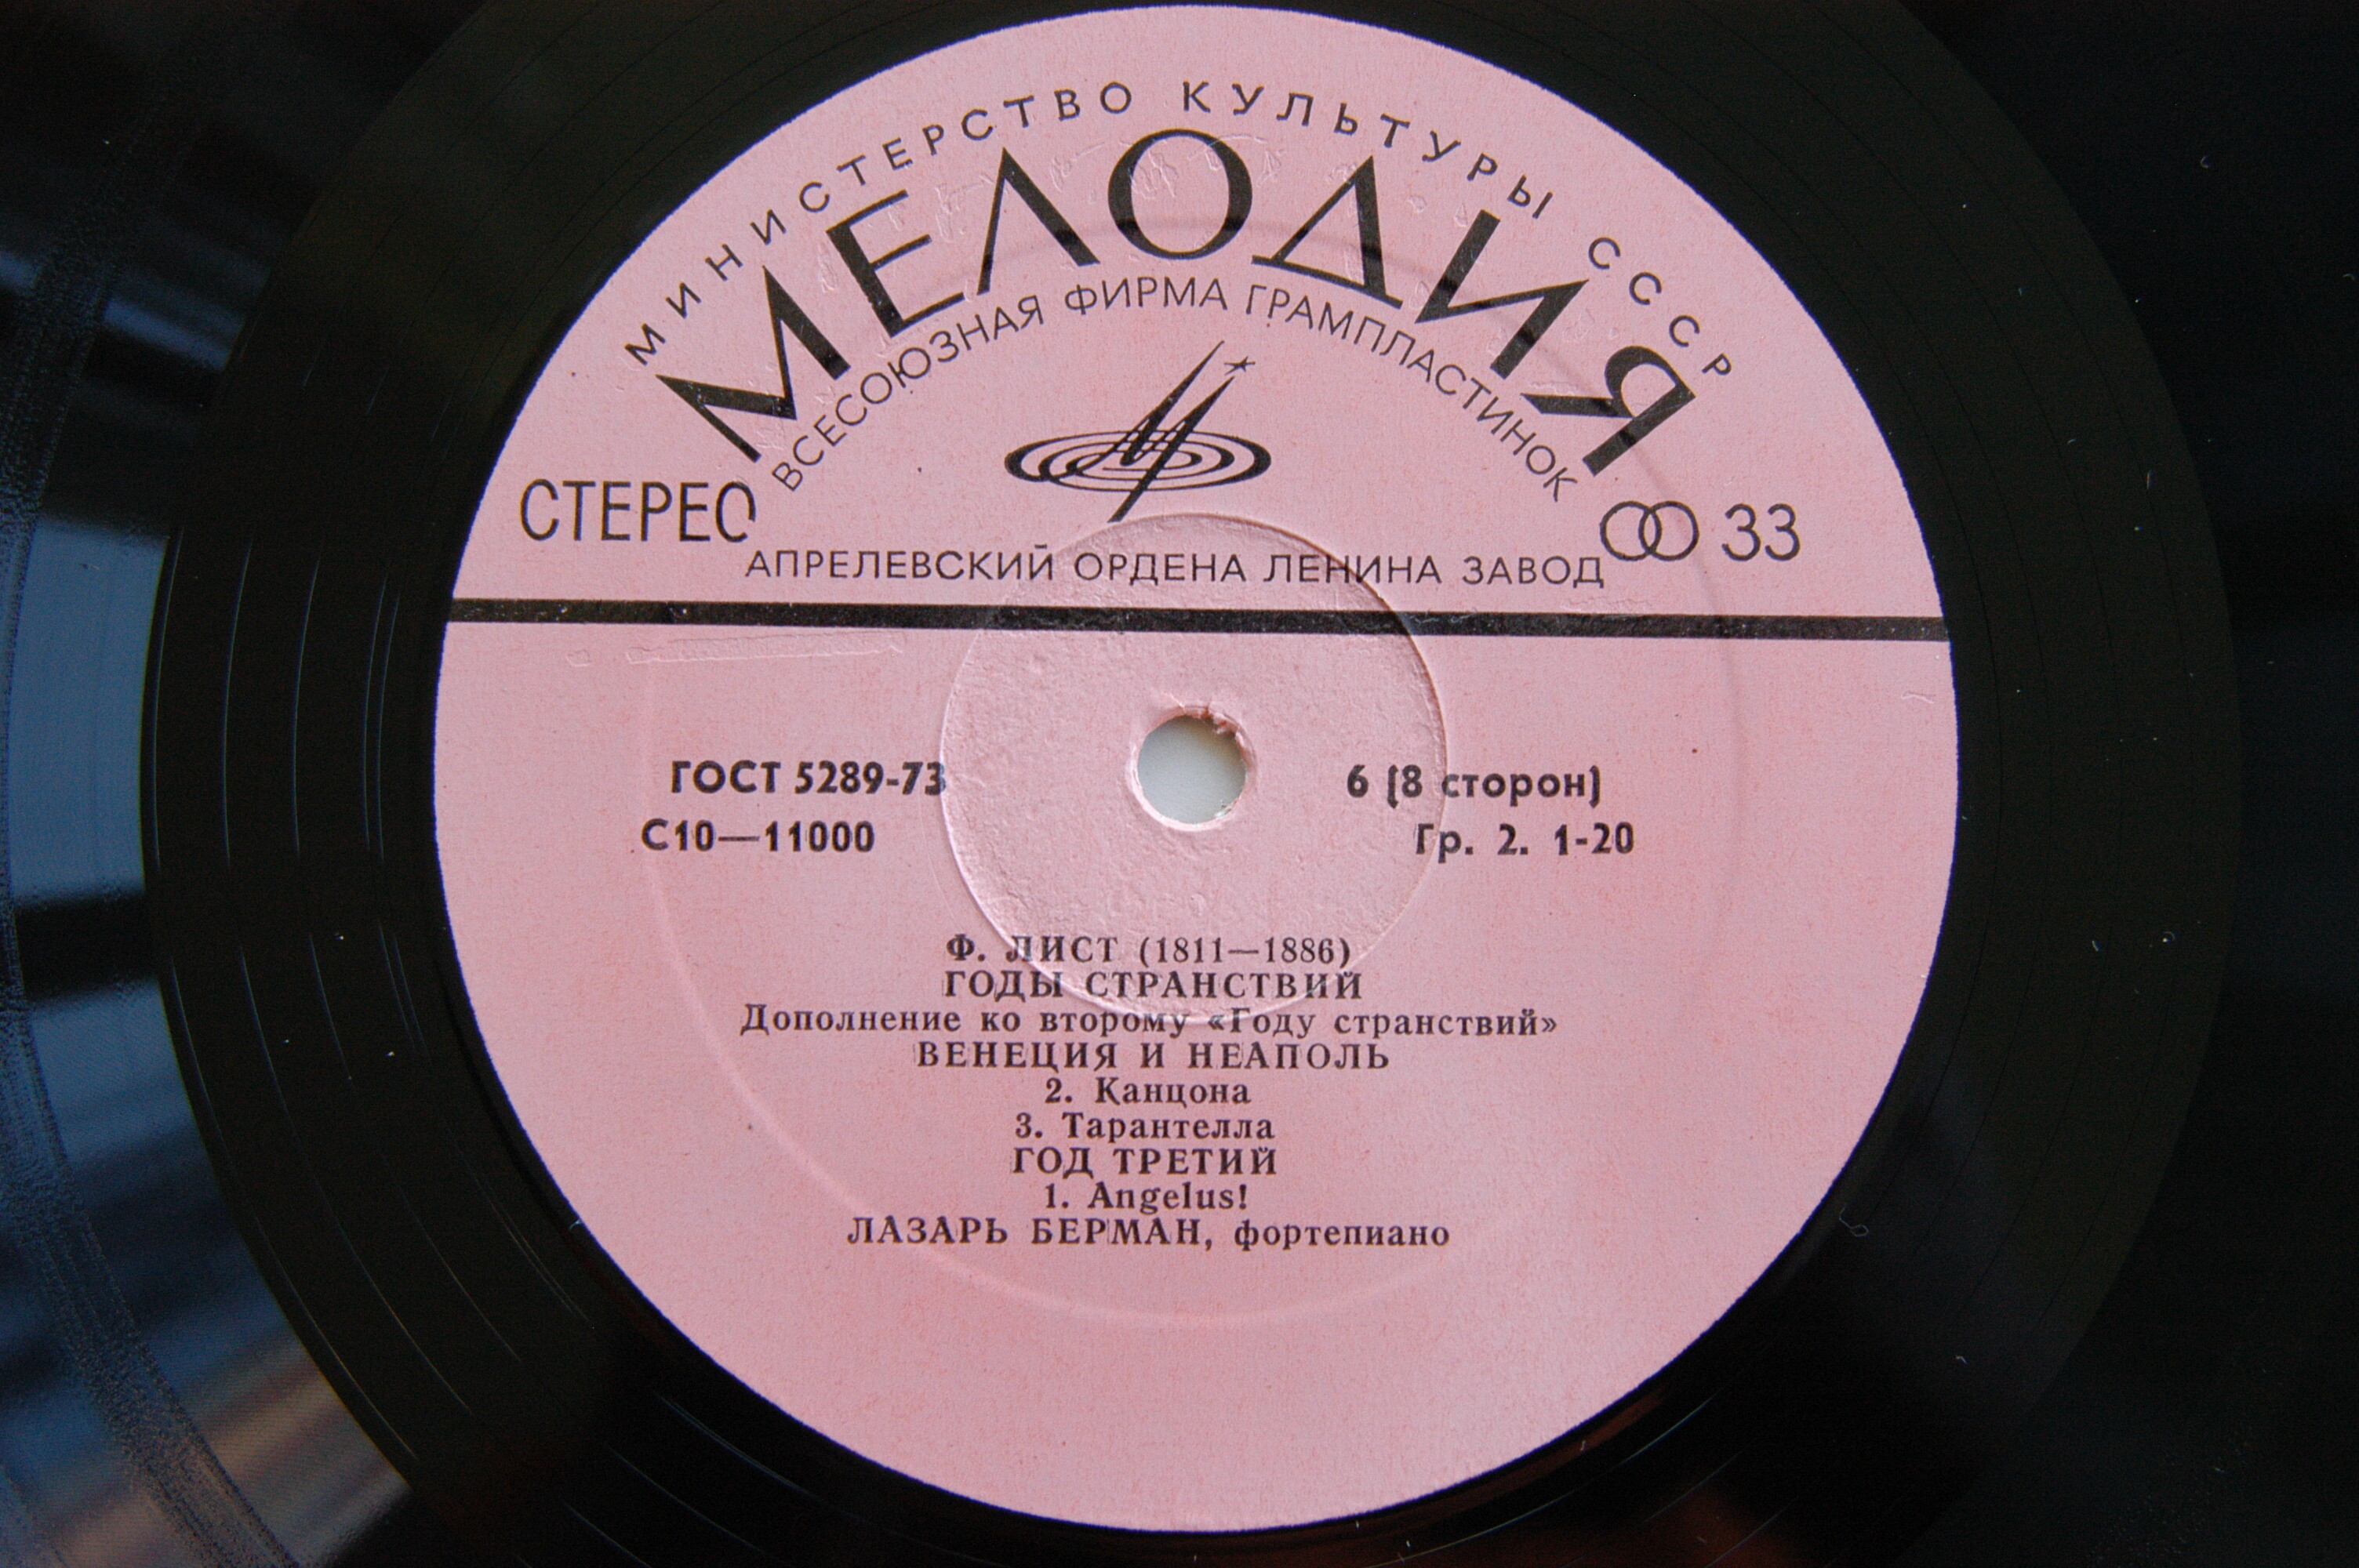 МИНИСТЕРСТВО КУЛЬТУРЫ СССР
МЕЛОДИЯ
ВСЕСОЮЗНАЯ ФИРМА ГРАМПЛАСТИНОК
СТЕРЕО
33
АПРЕЛЕВСКИЙ ОРДЕНА ЛЕНИНА ЗАВОД
ГОСТ 5289-73
6 (8 сторон)
С10—11000
Гр. 2. 1-20
Ф. ЛИСТ (1811—1886)
ГОДЫ СТРАНСТВИЙ
Дополнение ко второму «Году странствий»
ВЕНЕЦИЯ И НЕАПОЛЬ
2. Канцона
3. Тарантелла
ГОД ТРЕТИЙ
1. Angelus!
ЛАЗАРЬ БЕРМАН, фортепиано